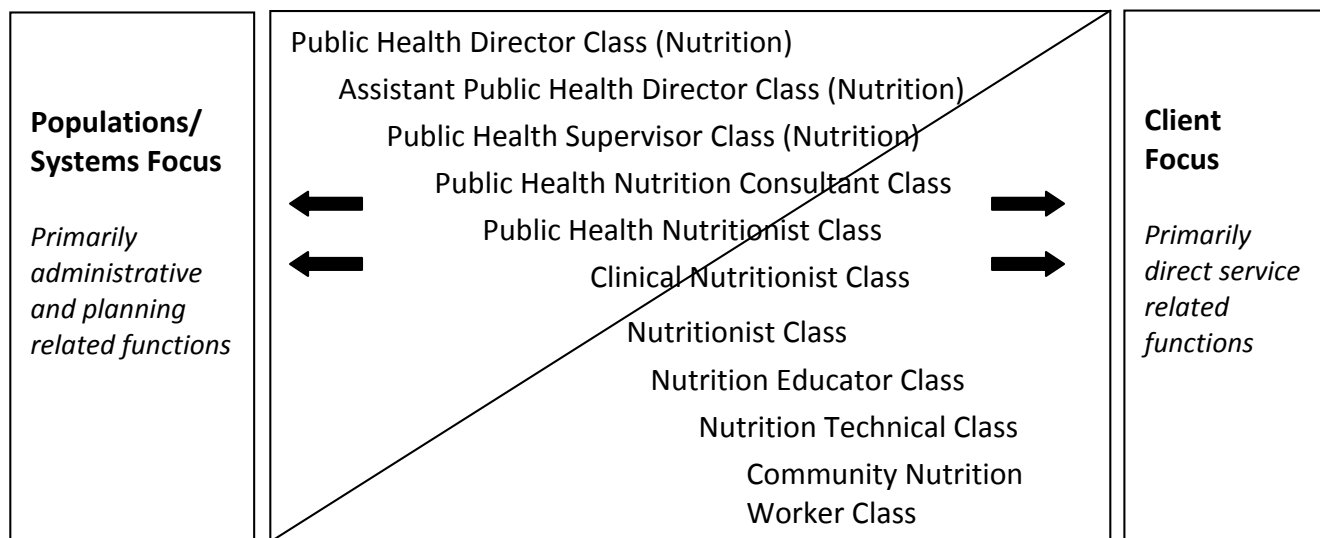 Populations/
Systems Focus
Primarily
administrative
and planning
related functions
Public Health Director Class (Nutrition)
Assistant Public Health Director Class (Nutrition)
Public Health Supervisor Class (Nutrition)
Public Health Nutrition Consultant Class
Public Health Nutritionist Class
Clinical Nutritionist Class
Nutritionist Class
Nutrition Educator Class
Nutrition Technical Class
Community Nutrition
Worker Class
Client
Focus
Primarily
direct service
related
functions